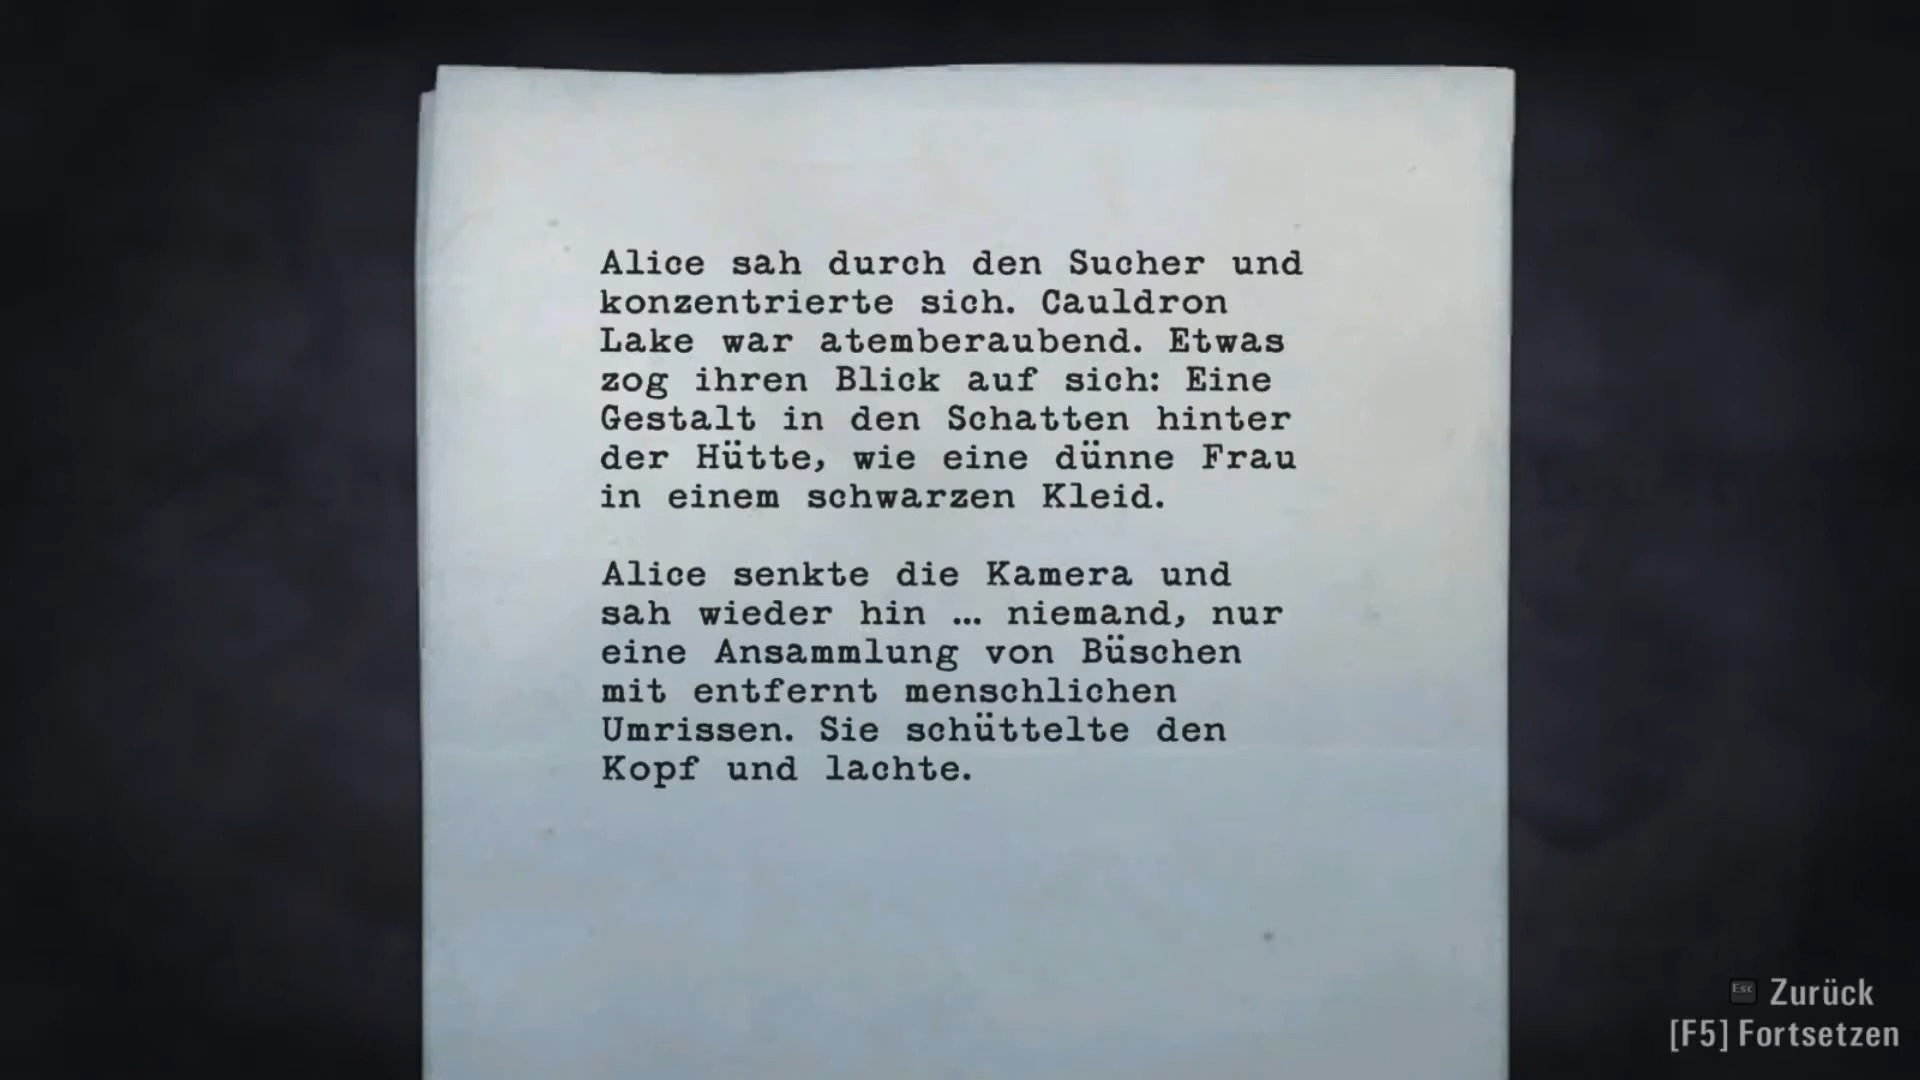 Alice sah durch den Sucher und
konzentrierte sich. Cauldron
Lake war atemberaubend. Etwas
zog ihren Blick auf sich: Eine
Gestalt in den Schatten hinter
der Hütte, wie eine dünne Frau
in einem schwarzen Kleid.
Alice senkte die Kamera und
sah wieder hin … niemand, nur
eine Ansammlung von Büschen
mit entfernt menschlichen
Umrissen. Sie schüttelte den
Kopf und lachte.
Esc Zurück
[F5] Fortsetzen